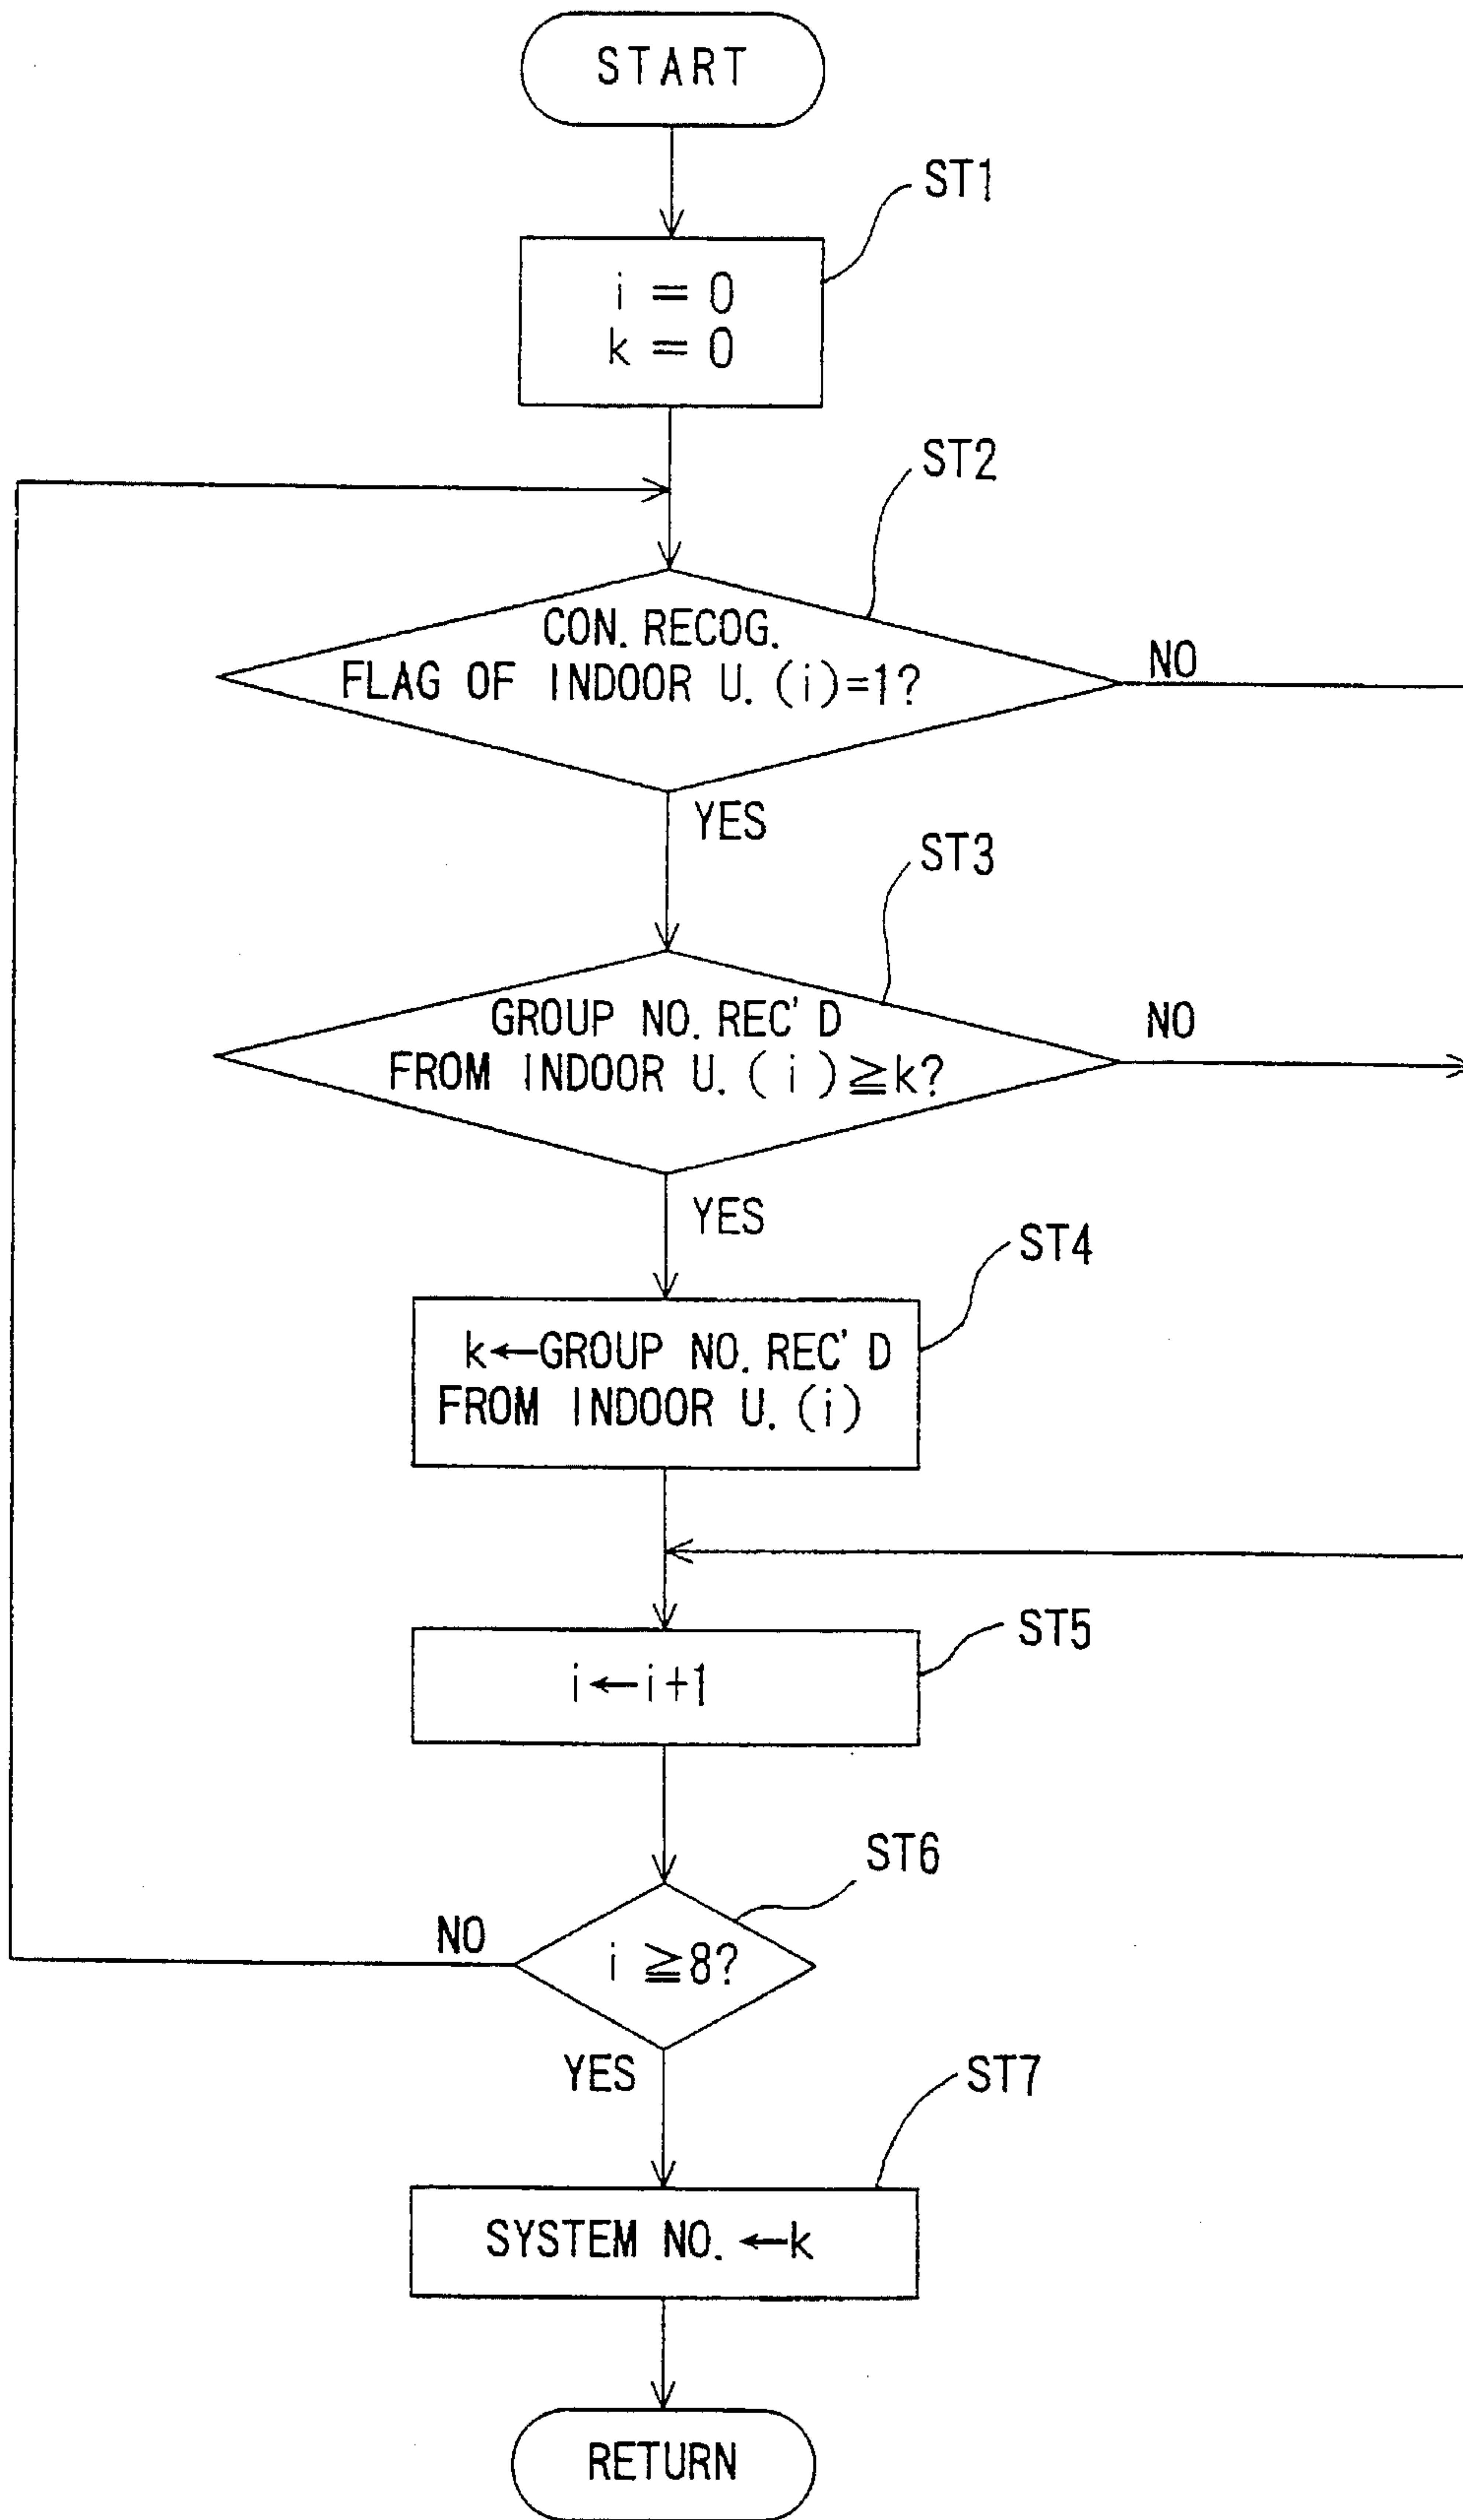 START
ST1
i = 0
k = 0
ST2
CON. RECOG.
FLAG OF INDOOR U. (i)=1?
NO
YES
ST3
GROUP NO. REC'D
FROM INDOOR U. (i)≧k?
NO
YES
ST4
k←GROUP NO. REC'D
FROM INDOOR U. (i)
ST5
i←i+1
ST6
NO
i ≧8?
YES
ST7
SYSTEM NO. ←k
RETURN